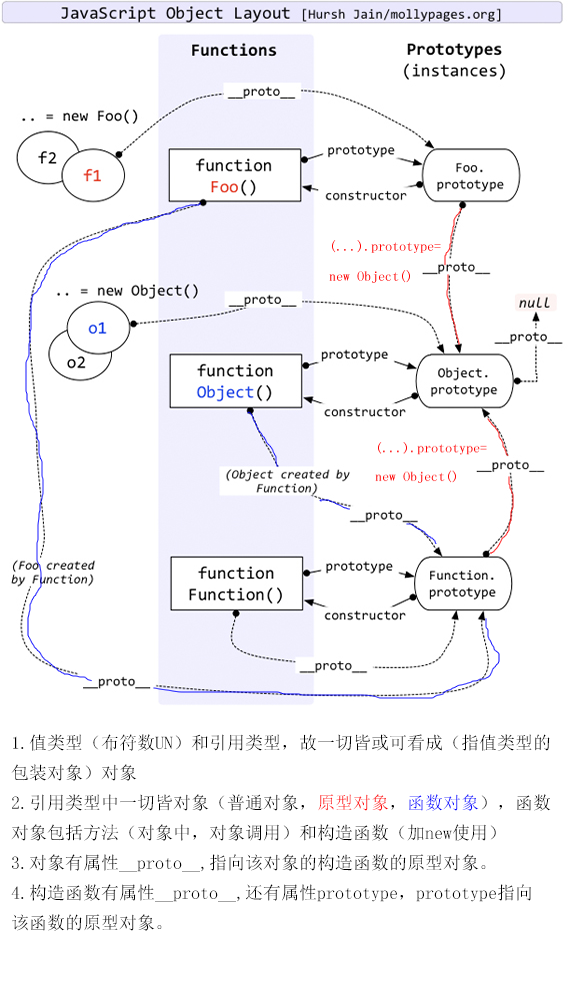 JavaScript Object Layout [Hursh Jain/mollypages.org]
Functions
Prototypes
(instances)
__proto__
.. = new Foo()
f2
f1
function
Foo()
prototype
constructor
Foo.
prototype
(...).prototype=
new Object()
__proto__
.. = new Object()
o1
o2
__proto__
null
__proto__
function
Object()
prototype
constructor
Object.
prototype
(...).prototype=
new Object()
__proto__
(Object created by
Function)
__proto__
(Foo created
by Function)
function
Function()
prototype
constructor
Function.
prototype
__proto__
__proto__
1.值类型（布符数UN）和引用类型，故一切皆或可看成（指值类型的
包装对象）对象
2.引用类型中一切皆对象（普通对象，原型对象，函数对象），函数
对象包括方法（对象中，对象调用）和构造函数（加new使用）
3.对象有属性__proto__,指向该对象的构造函数的原型对象。
4.构造函数有属性__proto__,还有属性prototype，prototype指向
该函数的原型对象。